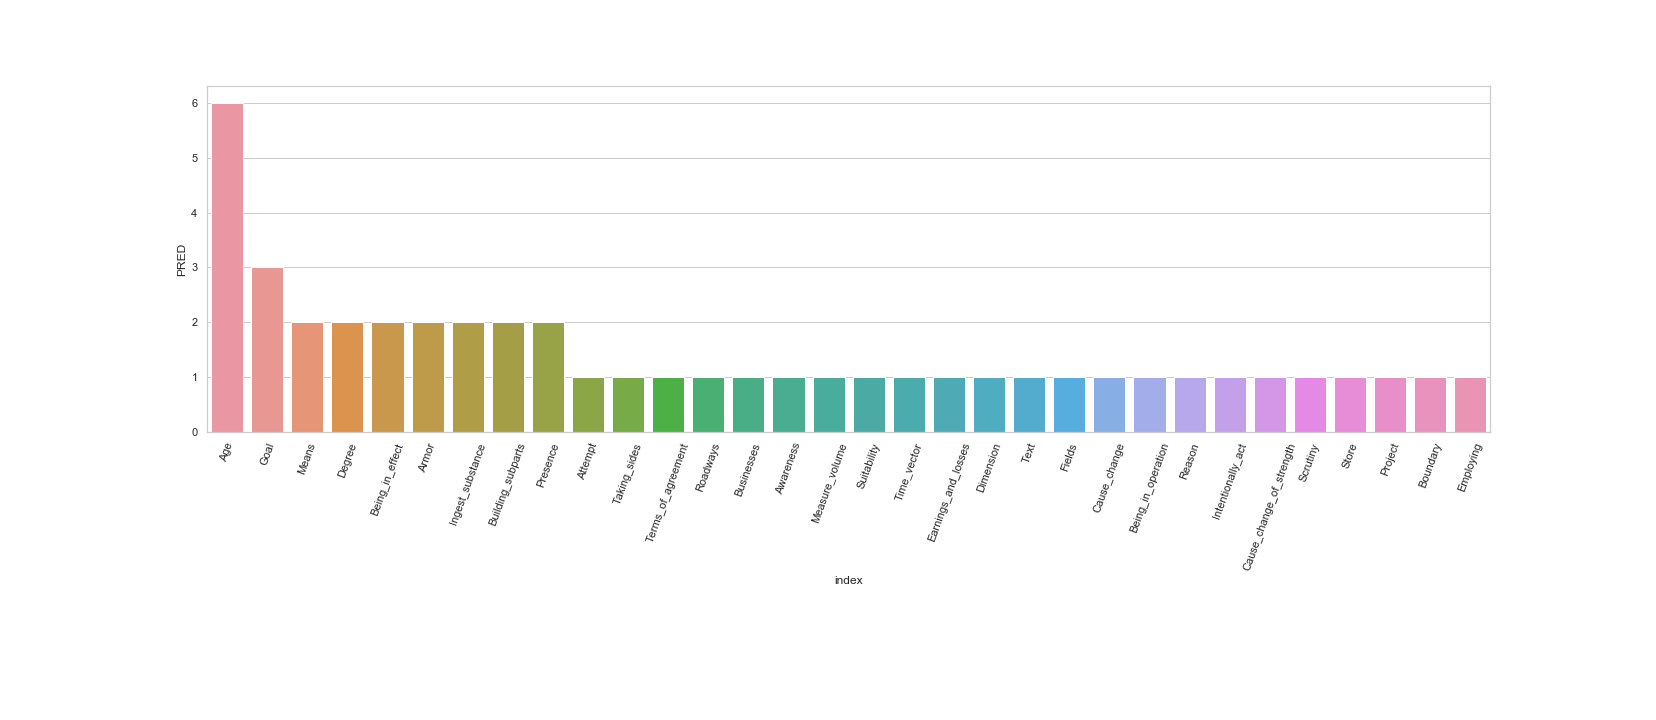 6
5
4
3
2
1
0
PRED
Age
Goal
Means
Degree
Being_in_effect
Armor
Ingest_substance
Building_subparts
Presence
Attempt
Taking_sides
Terms_of_agreement
Roadways
Businesses
Awareness
Measure_volume
Suitability
Time_vector
Earnings_and_losses
Dimension
Text
Fields
Cause_change
Being_in_operation
Reason
Intentionally_act
Cause_change_of_strength
Scrutiny
Store
Project
Boundary
Employing
index